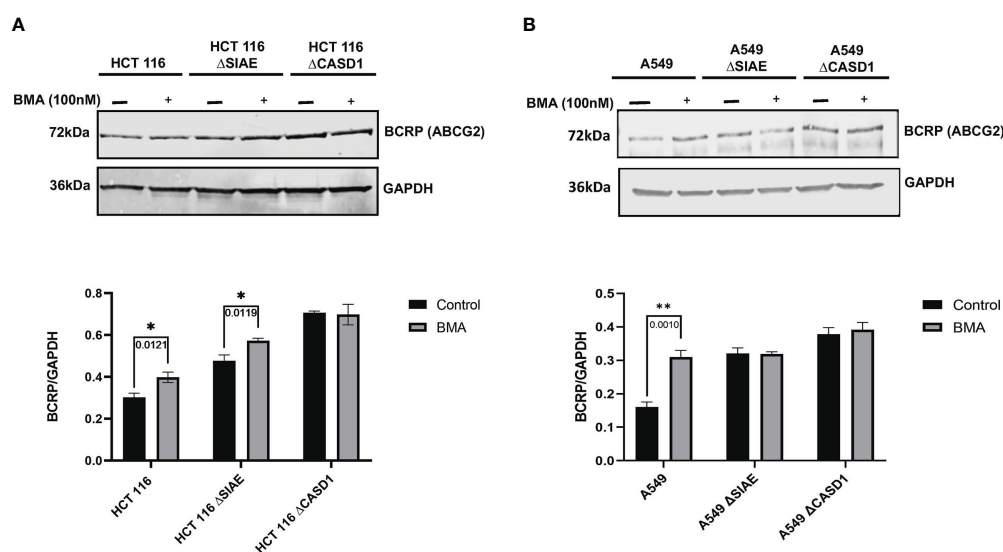 A
HCT 116
HCT 116
ΔSIAE
HCT 116
ΔCASD1
BMA (100nM) – + – + – +
72kDa
BCRP (ABCG2)
36kDa
GAPDH
BCRP/GAPDH
0.8
0.6
0.4
0.2
0.0
*
0.0121
*
0.0119
Control
BMA
HCT 116
HCT 116 ΔSIAE
HCT 116 ΔCASD1
B
A549
A549
ΔSIAE
A549
ΔCASD1
BMA (100nM) – + – + – +
72kDa
BCRP (ABCG2)
36kDa
GAPDH
BCRP/GAPDH
0.5
0.4
0.3
0.2
0.1
0.0
**
0.0010
Control
BMA
A549
A549 ΔSIAE
A549 ΔCASD1